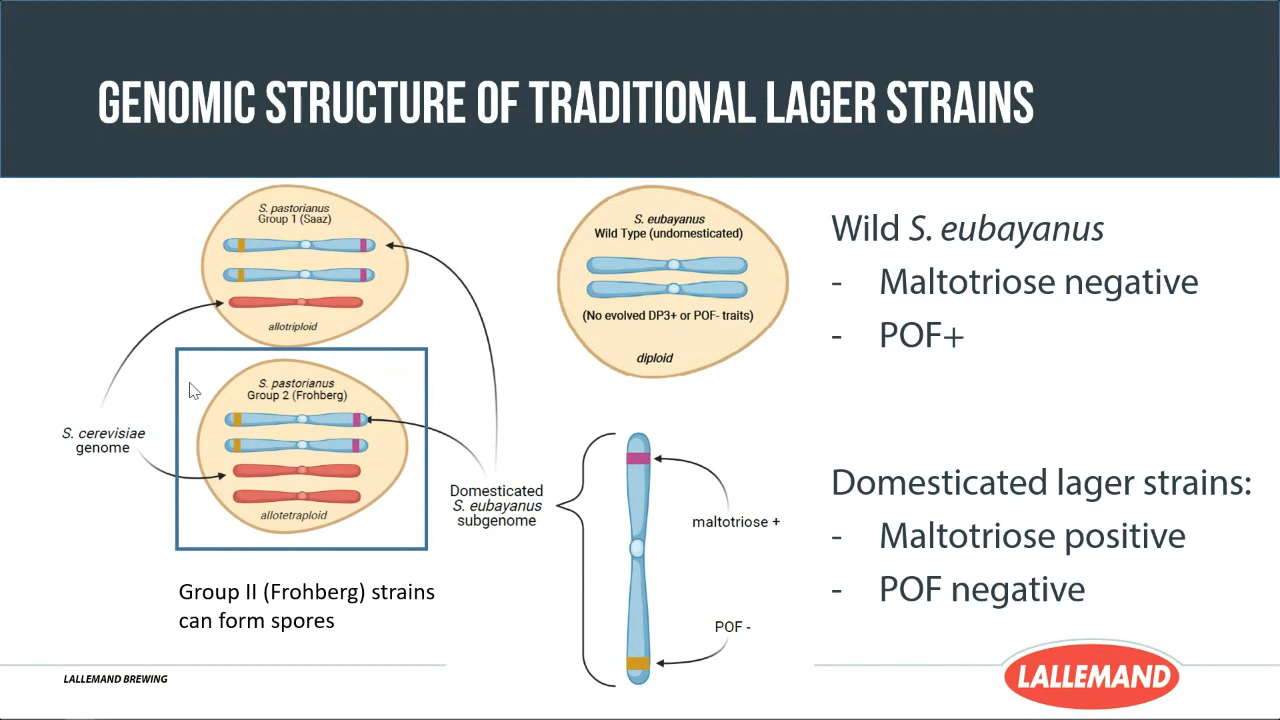 GENOMIC STRUCTURE OF TRADITIONAL LAGER STRAINS
S. pastorianus
Group 1 (Saaz)
allotriploid
S. pastorianus
Group 2 (Frohberg)
allotetraploid
S. cerevisiae
genome
Group II (Frohberg) strains
can form spores
S. eubayanus
Wild Type (undomesticated)
(No evolved DP3+ or POF- traits)
diploid
Domesticated
S. eubayanus
subgenome
maltotriose +
POF -
Wild S. eubayanus
- Maltotriose negative
- POF+
Domesticated lager strains:
- Maltotriose positive
- POF negative
LALLEMAND BREWING
LALLEMAND